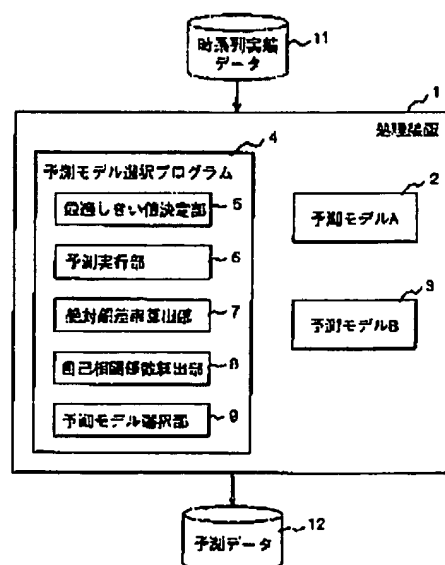 11
時系列実績
データ
1
処理装置
4
予測モデル選択プログラム
2
最適しきい値決定部
5
予測モデルA
予測実行部
6
絶対誤差率算出部
7
3
予測モデルB
自己相関係数算出部
8
予測モデル選択部
9
12
予測データ